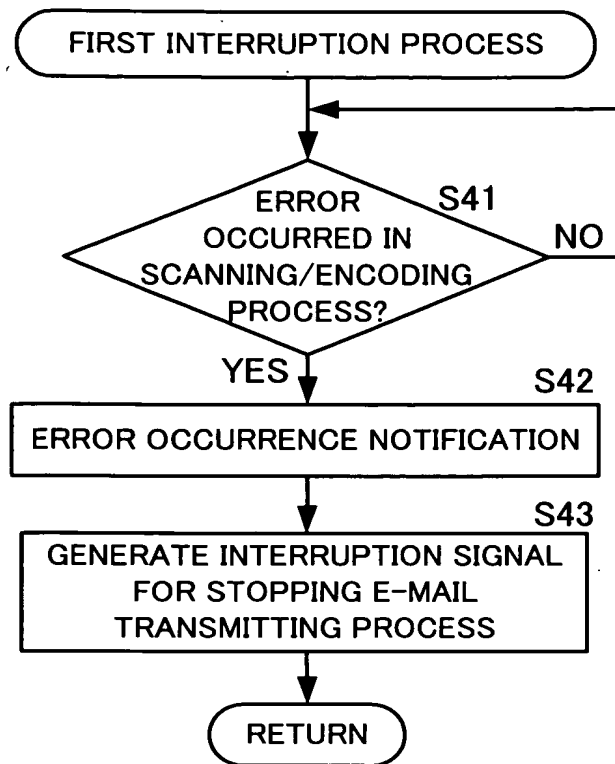 FIRST INTERRUPTION PROCESS
S41
ERROR
OCCURRED IN
SCANNING/ENCODING
PROCESS?
NO
YES
S42
ERROR OCCURRENCE NOTIFICATION
S43
GENERATE INTERRUPTION SIGNAL
FOR STOPPING E-MAIL
TRANSMITTING PROCESS
RETURN